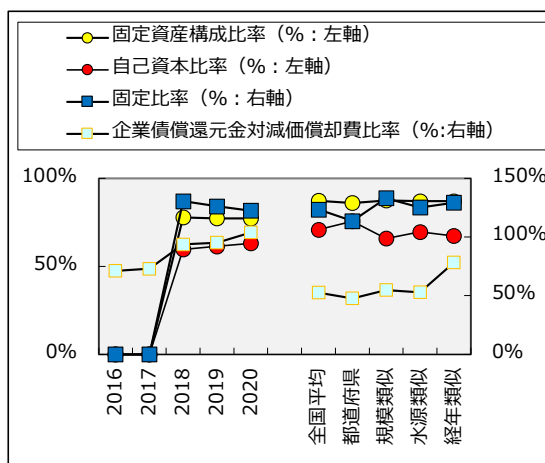 固定資産構成比率（%：左軸）
自己資本比率（%：左軸）
固定比率（%：右軸）
企業債償還元金対減価償却費比率（%:右軸）
100%
50%
0%
150%
100%
50%
0%
2016
2017
2018
2019
2020
全国平均
都道府県
規模類似
水源類似
経年類似